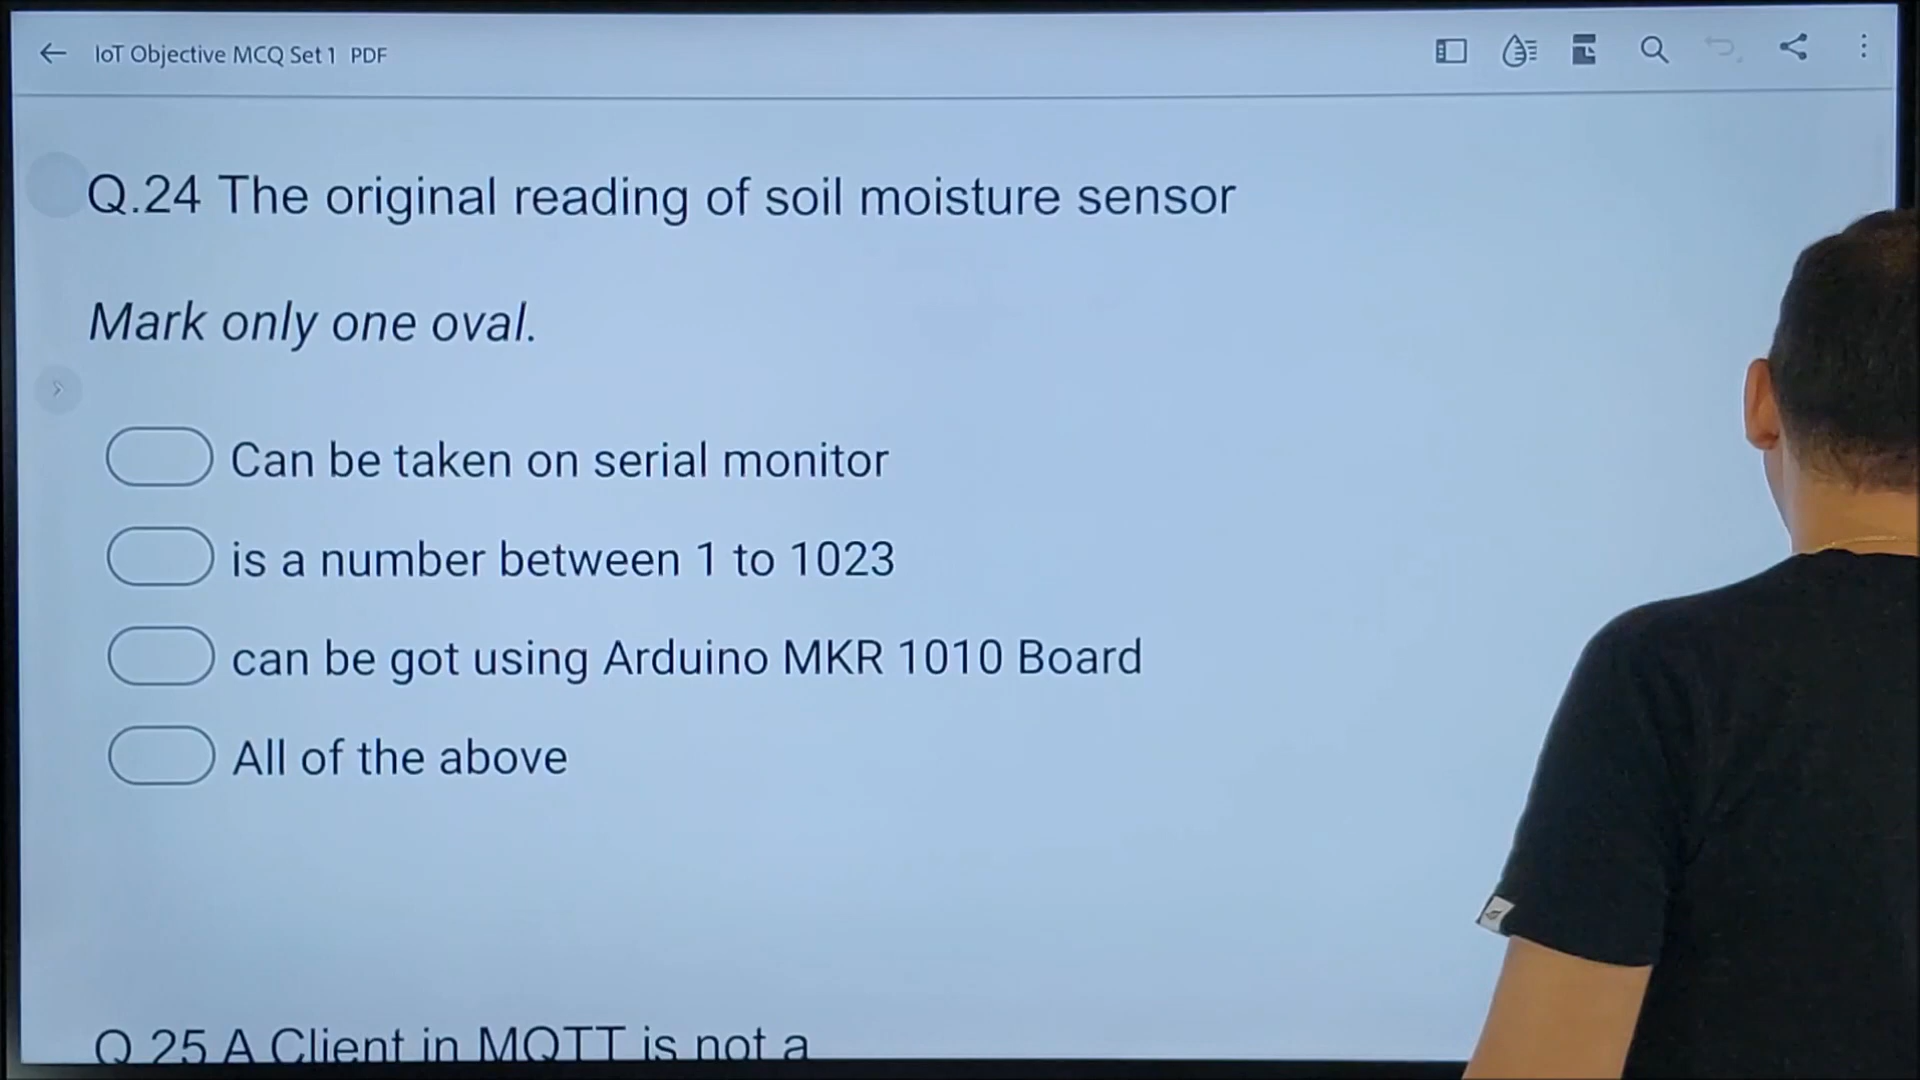 IoT Objective MCQ Set 1 PDF
Q.24 The original reading of soil moisture sensor
Mark only one oval.
Can be taken on serial monitor
is a number between 1 to 1023
can be got using Arduino MKR 1010 Board
All of the above
Q 25 A Client in MQTT is not a